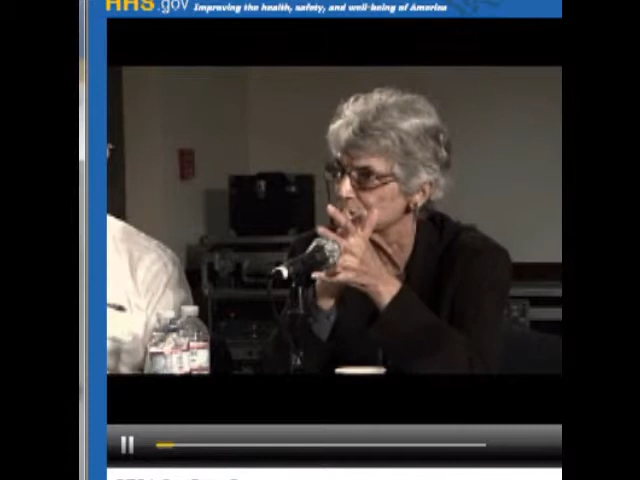 HHS.gov Improving the health, safety, and well-being of America